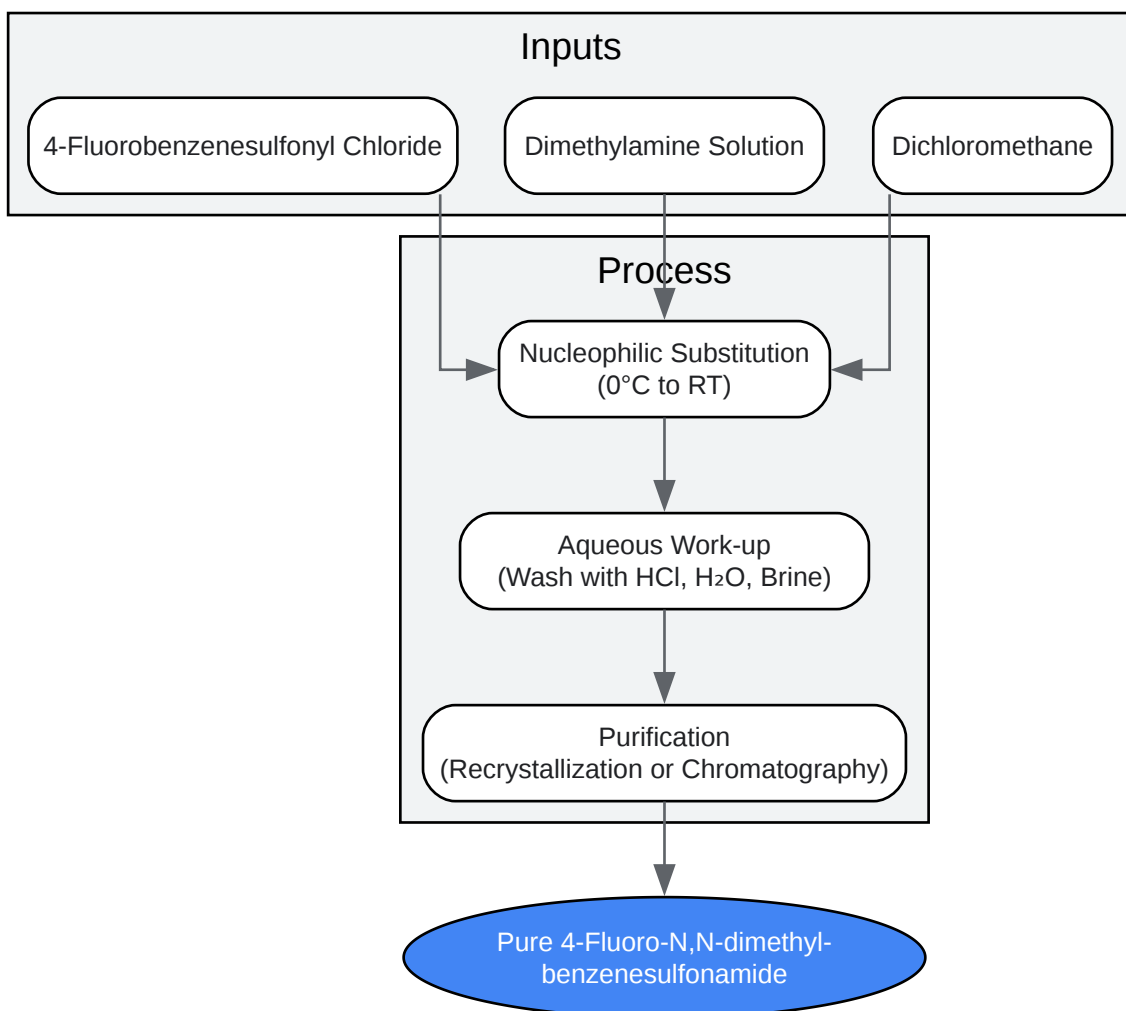 Inputs
4-Fluorobenzenesulfonyl Chloride
Dimethylamine Solution
Dichloromethane
Process
Nucleophilic Substitution
(0°C to RT)
Aqueous Work-up
(Wash with HCl, H₂O, Brine)
Purification
(Recrystallization or Chromatography)
Pure 4-Fluoro-N,N-dimethyl-
benzenesulfonamide